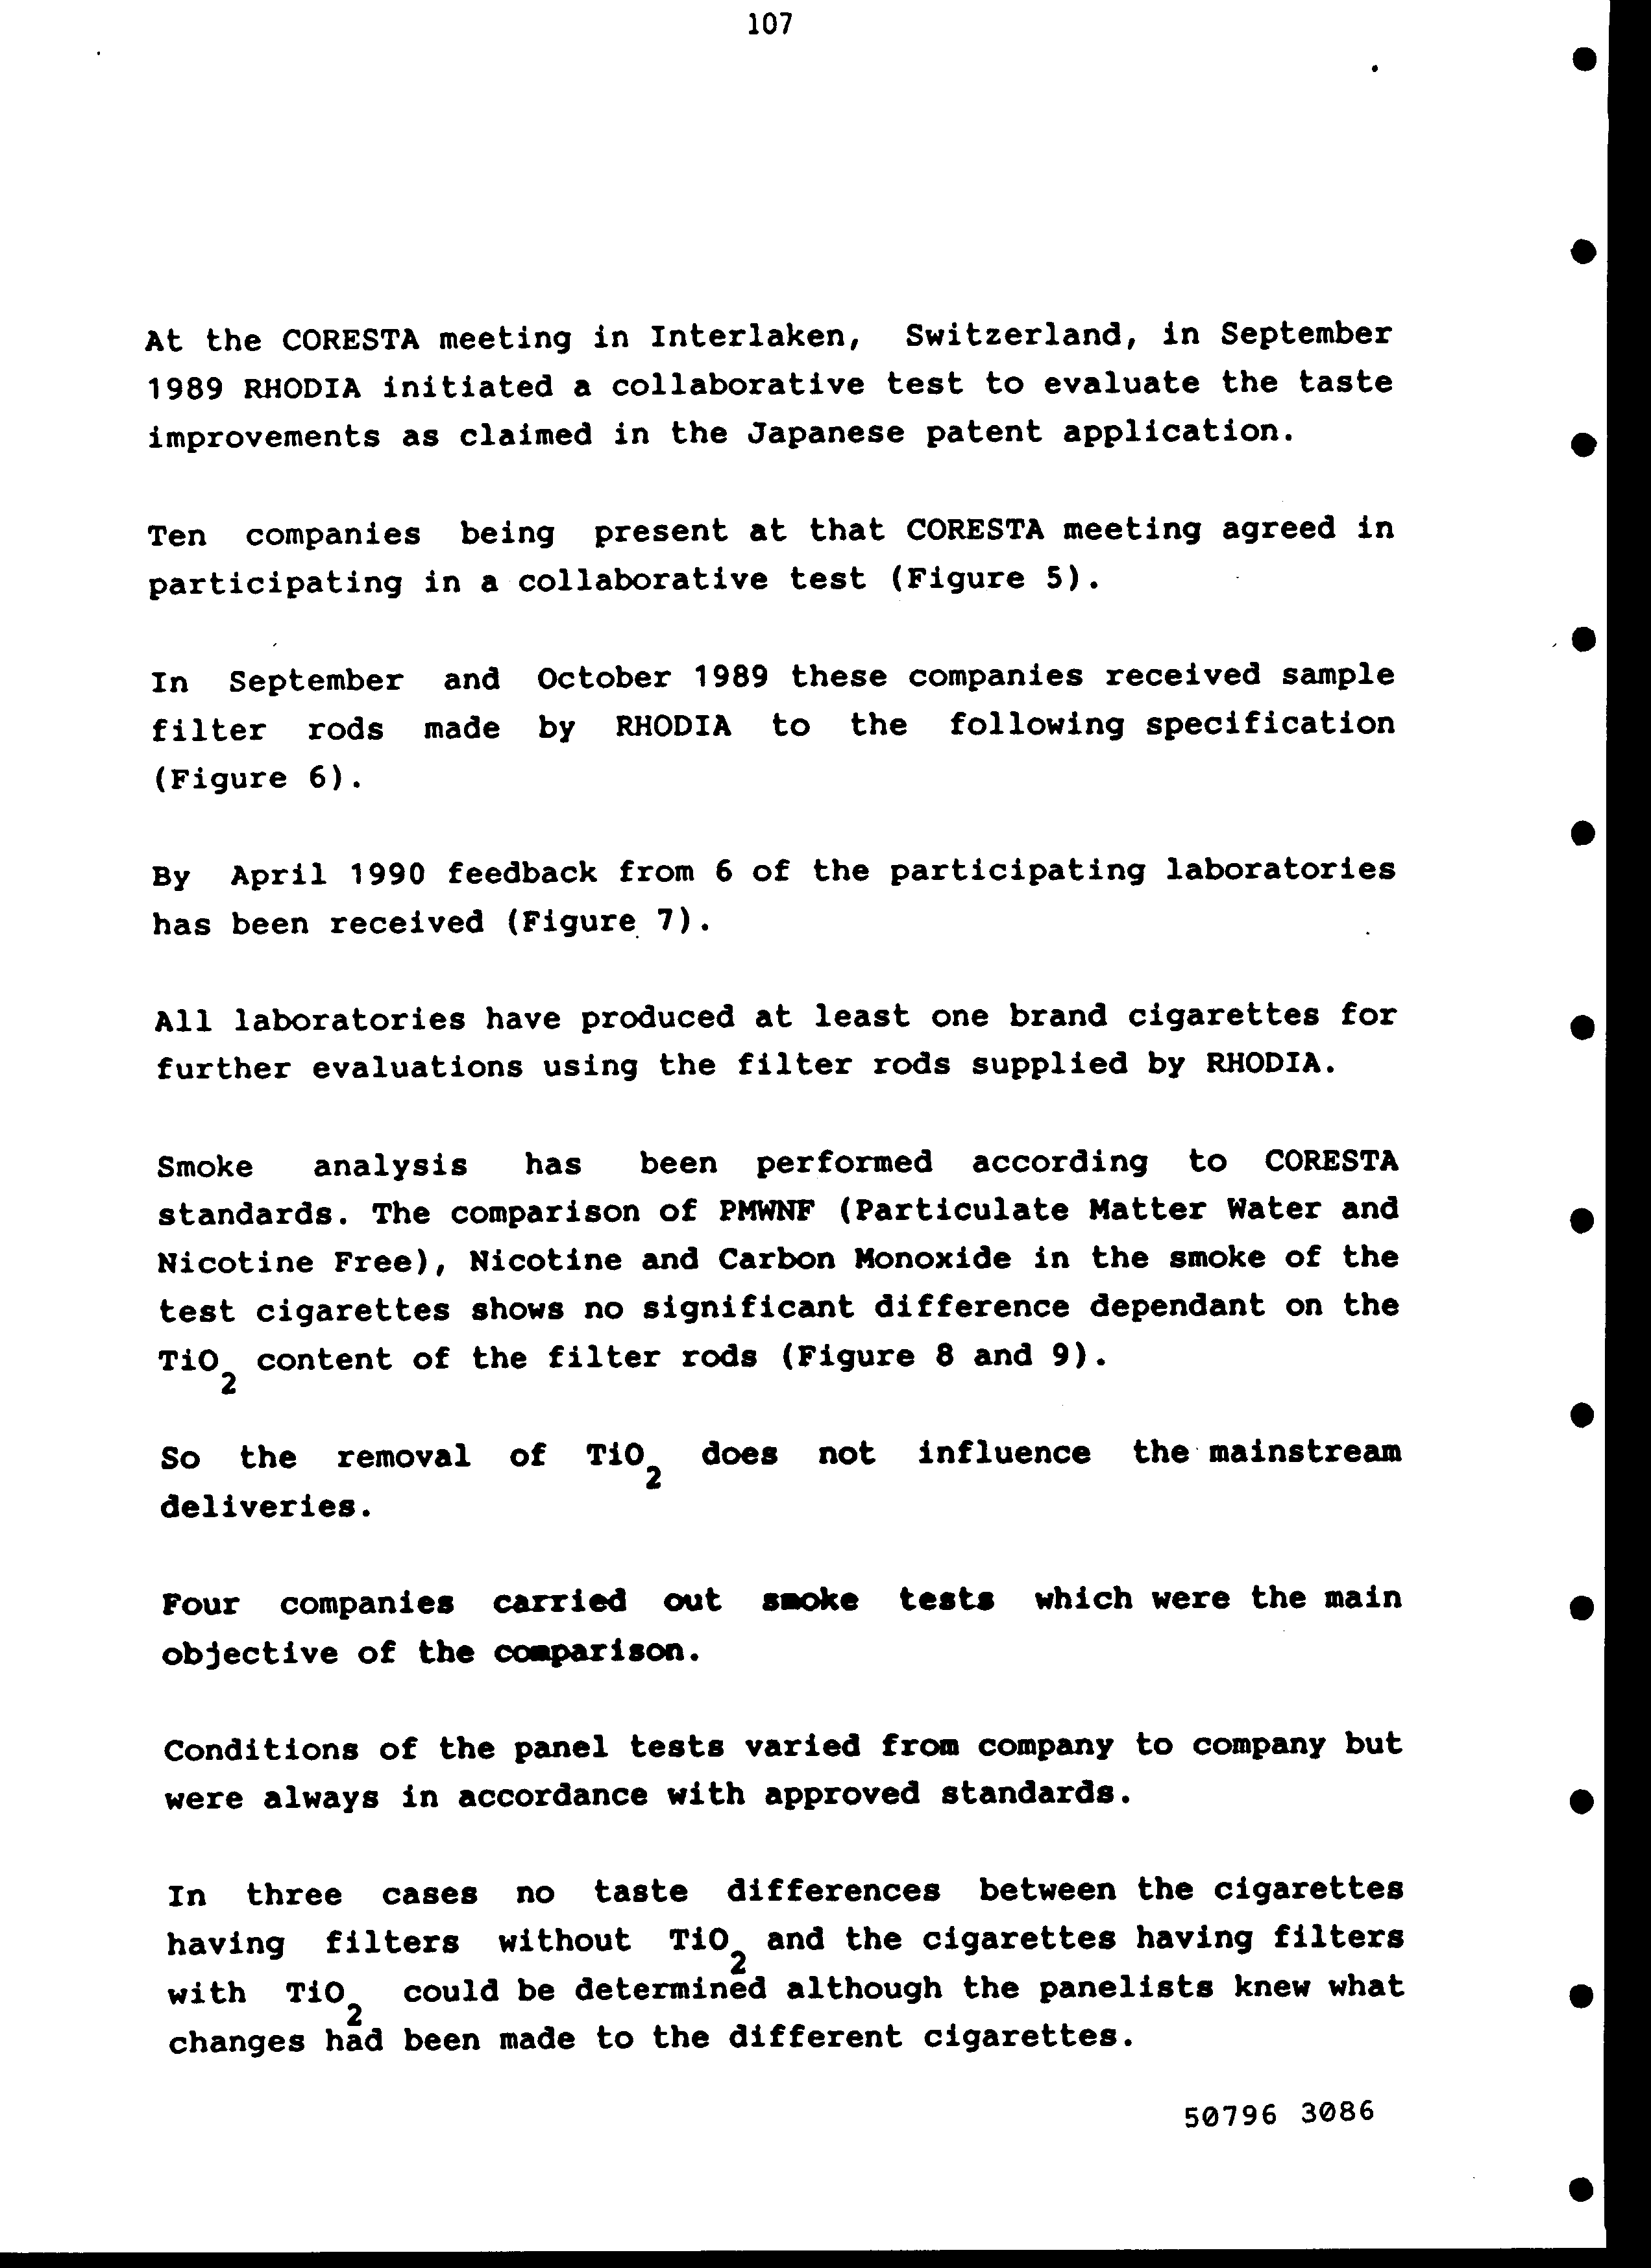 107
At the CORESTA meeting in Interlaken, Switzerland, in September
1989 RHODIA initiated a collaborative test to evaluate the taste
improvements as claimed in the Japanese patent application.
Ten companies being present at that CORESTA meeting agreed in
participating in a collaborative test (Figure 5).
In September and October 1989 these companies received sample
filter rods made by RHODIA to the following specification
(Figure 6).
By April 1990 feedback from 6 of the participating laboratories
has been received (Figure 7).
All laboratories have produced at least one brand cigarettes for
further evaluations using the filter rods supplied by RHODIA.
Smoke analysis has been performed according to CORESTA
standards. The comparison of PMWNF (Particulate Matter Water and
Nicotine Free), Nicotine and Carbon Monoxide in the smoke of the
test cigarettes shows no significant difference dependant on the
TiO2 content of the filter rods (Figure 8 and 9).
So the removal of TiO2 does not influence the mainstream
deliveries.
Four companies carried out smoke tests which were the main
objective of the comparison.
Conditions of the panel tests varied from company to company but
were always in accordance with approved standards.
In three cases no taste differences between the cigarettes
having filters without TiO2 and the cigarettes having filters
with TiO2 could be determined although the panelists knew what
changes had been made to the different cigarettes.
50796 3086